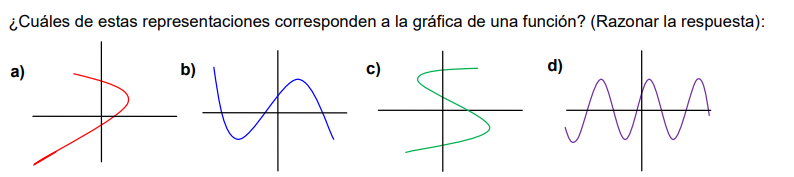 ¿Cuáles de estas representaciones corresponden a la gráfica de una función? (Razonar la respuesta):
a) b) c) d)